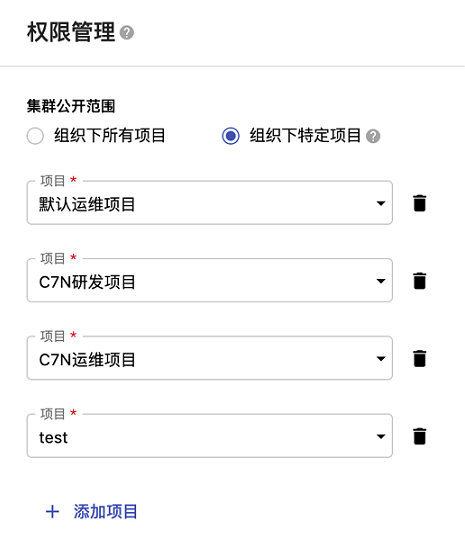 权限管理
集群公开范围
组织下所有项目 组织下特定项目
项目 *
默认运维项目
项目 *
C7N研发项目
项目 *
C7N运维项目
项目 *
test
+ 添加项目